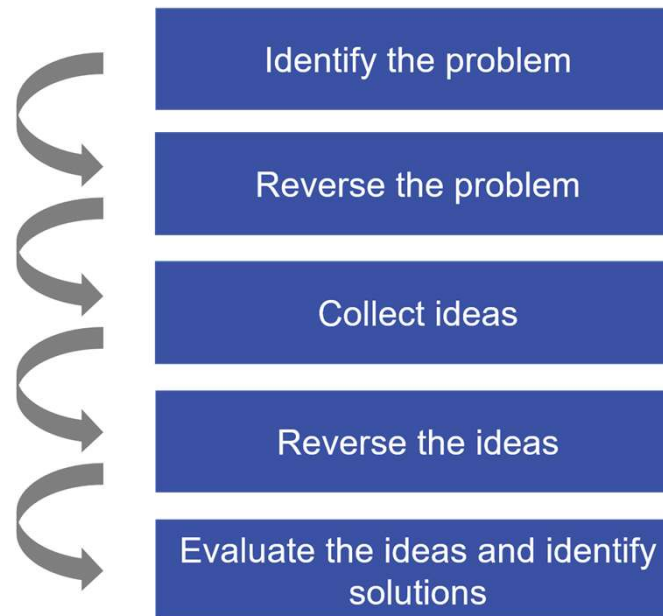 Identify the problem
Reverse the problem
Collect ideas
Reverse the ideas
Evaluate the ideas and identify
solutions